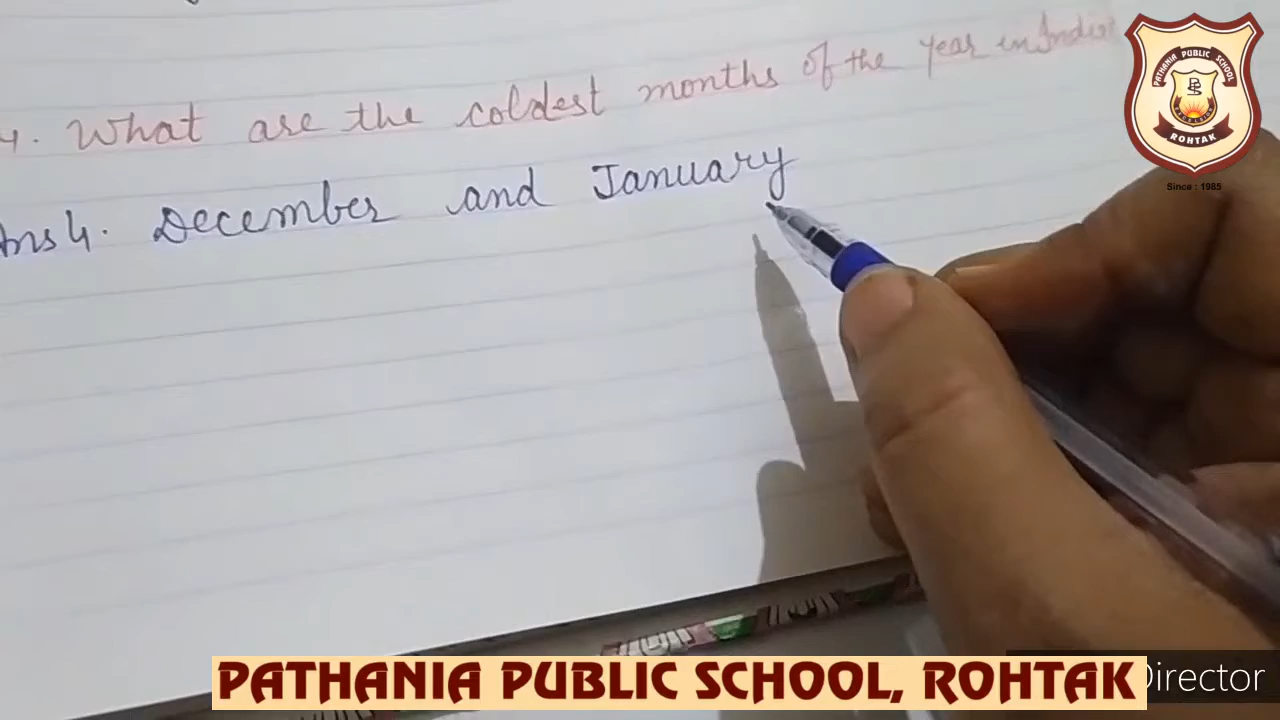 4. What are the coldest months of the year in India?
Ans 4. December and January
PATHANIA PUBLIC SCHOOL
PPS
ROHTAK
Since : 1985
PATHANIA PUBLIC SCHOOL, ROHTAK
Director